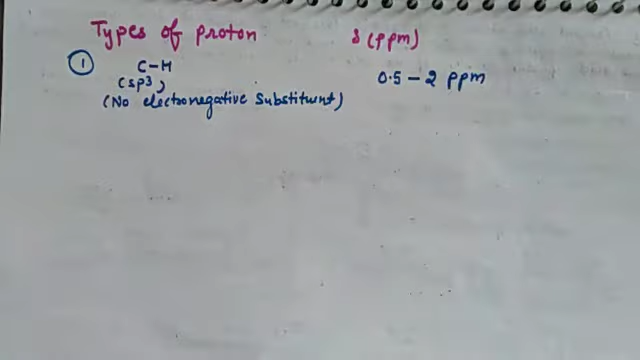 Types of proton δ (ppm)
① C-H 0.5 - 2 ppm
(sp3)
(No electronegative Substituent)